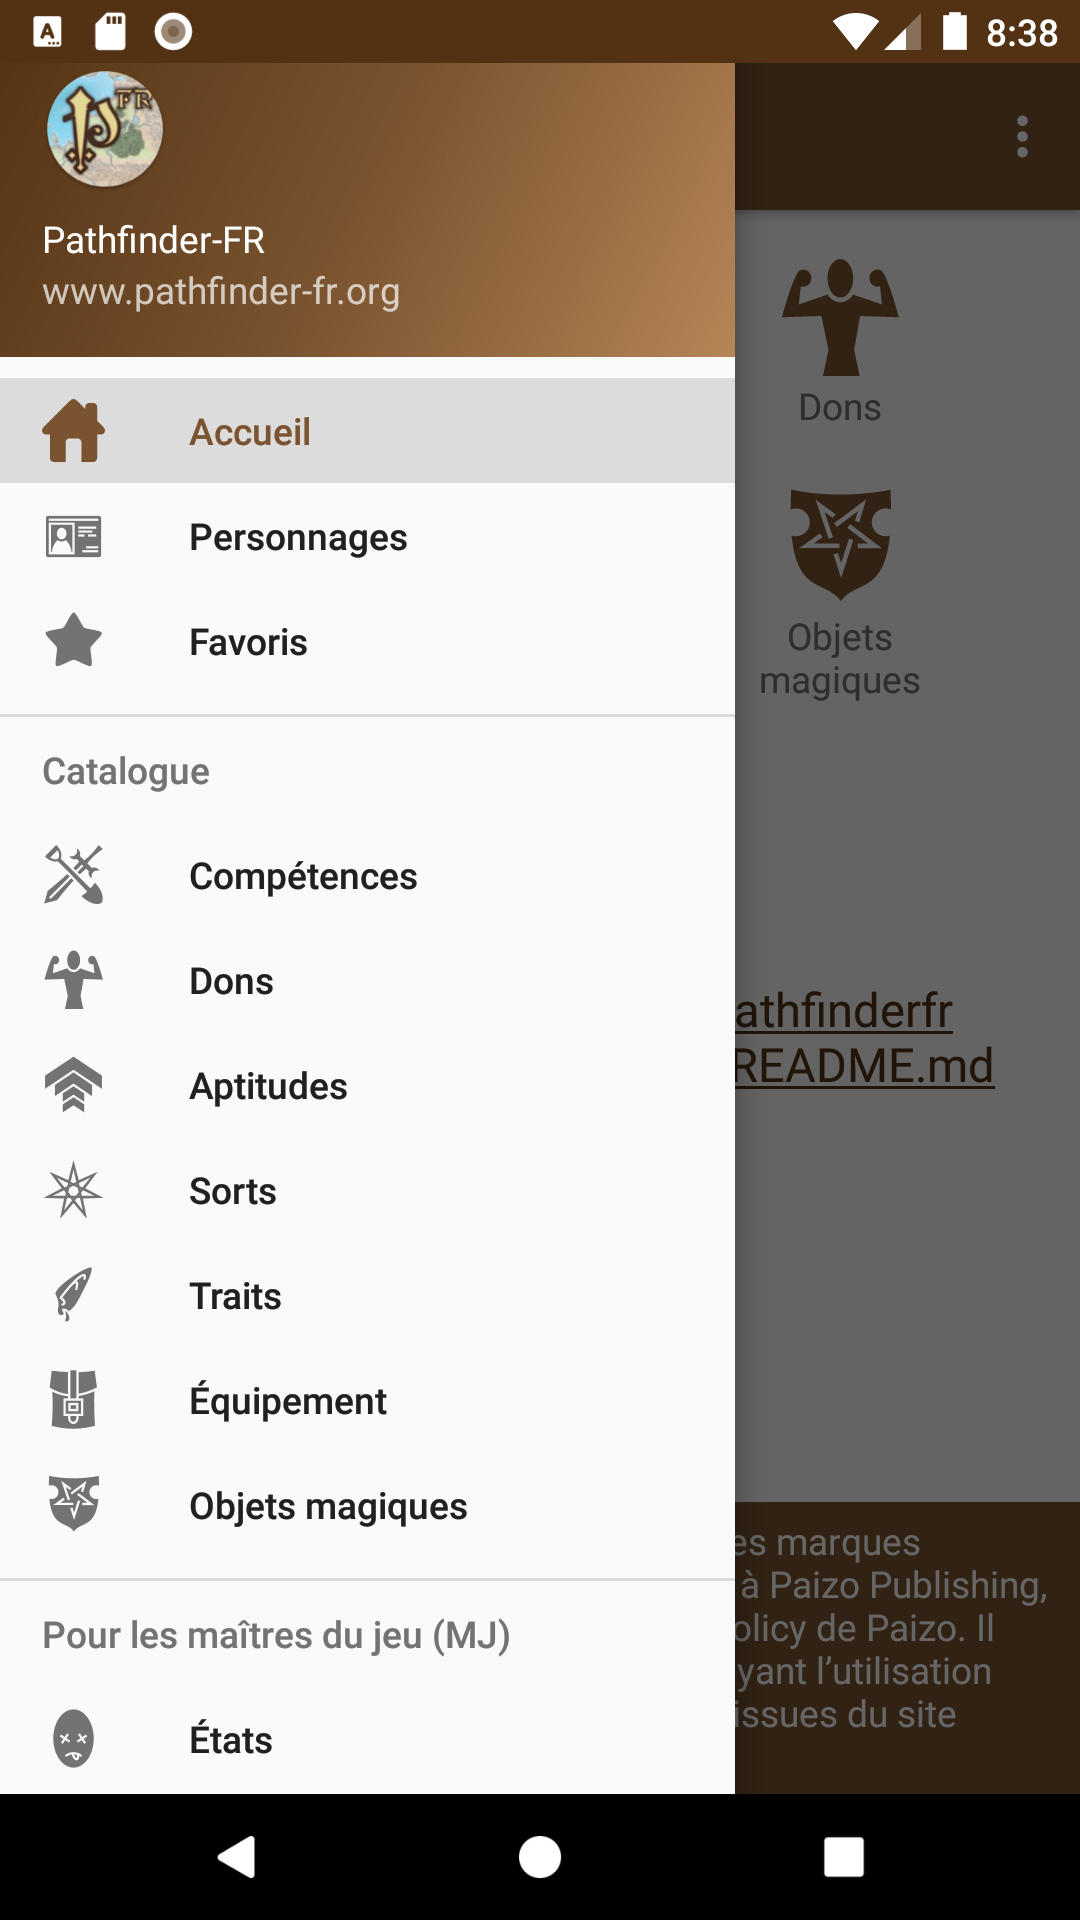 8:38
Pathfinder-FR
www.pathfinder-fr.org
Accueil
Personnages
Favoris
Catalogue
Compétences
Dons
Aptitudes
Sorts
Traits
Équipement
Objets magiques
Pour les maîtres du jeu (MJ)
États
Dons
Objets
magiques
athfinderfr
README.md
es marques
à Paizo Publishing,
olicy de Paizo. Il
yant l’utilisation
issues du site